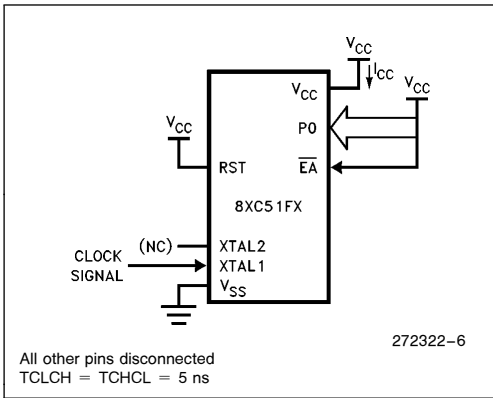 VCC
ICC
VCC
VCC
VCC
P0
RST
EA
8XC51FX
(NC)
XTAL2
CLOCK SIGNAL
XTAL1
VSS
272322–6
All other pins disconnected
TCLCH = TCHCL = 5 ns